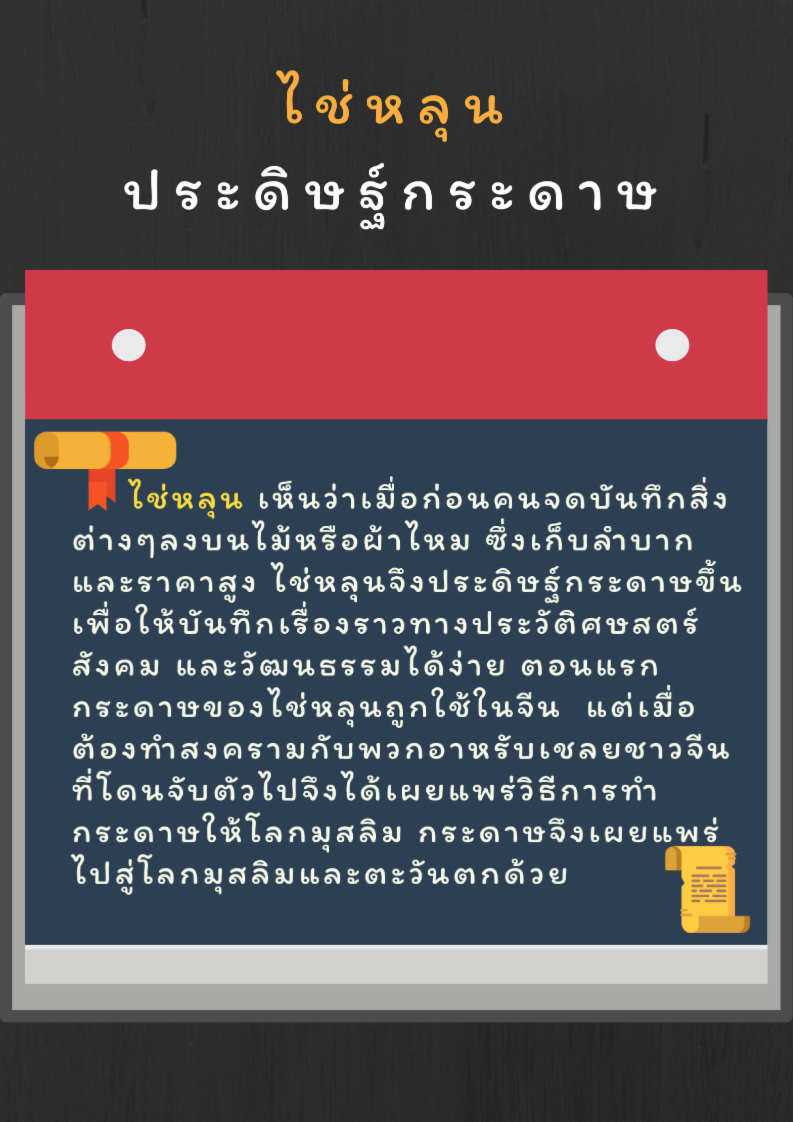 ไช่หลุน
ประดิษฐ์กระดาษ
ไช่หลุน เห็นว่าเมื่อก่อนคนจดบันทึกสิ่ง
ต่างๆลงบนไม้หรือผ้าไหม ซึ่งเก็บลำบาก
และราคาสูง ไช่หลุนจึงประดิษฐ์กระดาษขึ้น
เพื่อให้บันทึกเรื่องราวทางประวัติศษสตร์
สังคม และวัฒนธรรมได้ง่าย ตอนแรก
กระดาษของไช่หลุนถูกใช้ในจีน แต่เมื่อ
ต้องทำสงครามกับพวกอาหรับเชลยชาวจีน
ที่โดนจับตัวไปจึงได้เผยแพร่วิธีการทำ
กระดาษให้โลกมุสลิม กระดาษจึงเผยแพร่
ไปสู่โลกมุสลิมและตะวันตกด้วย